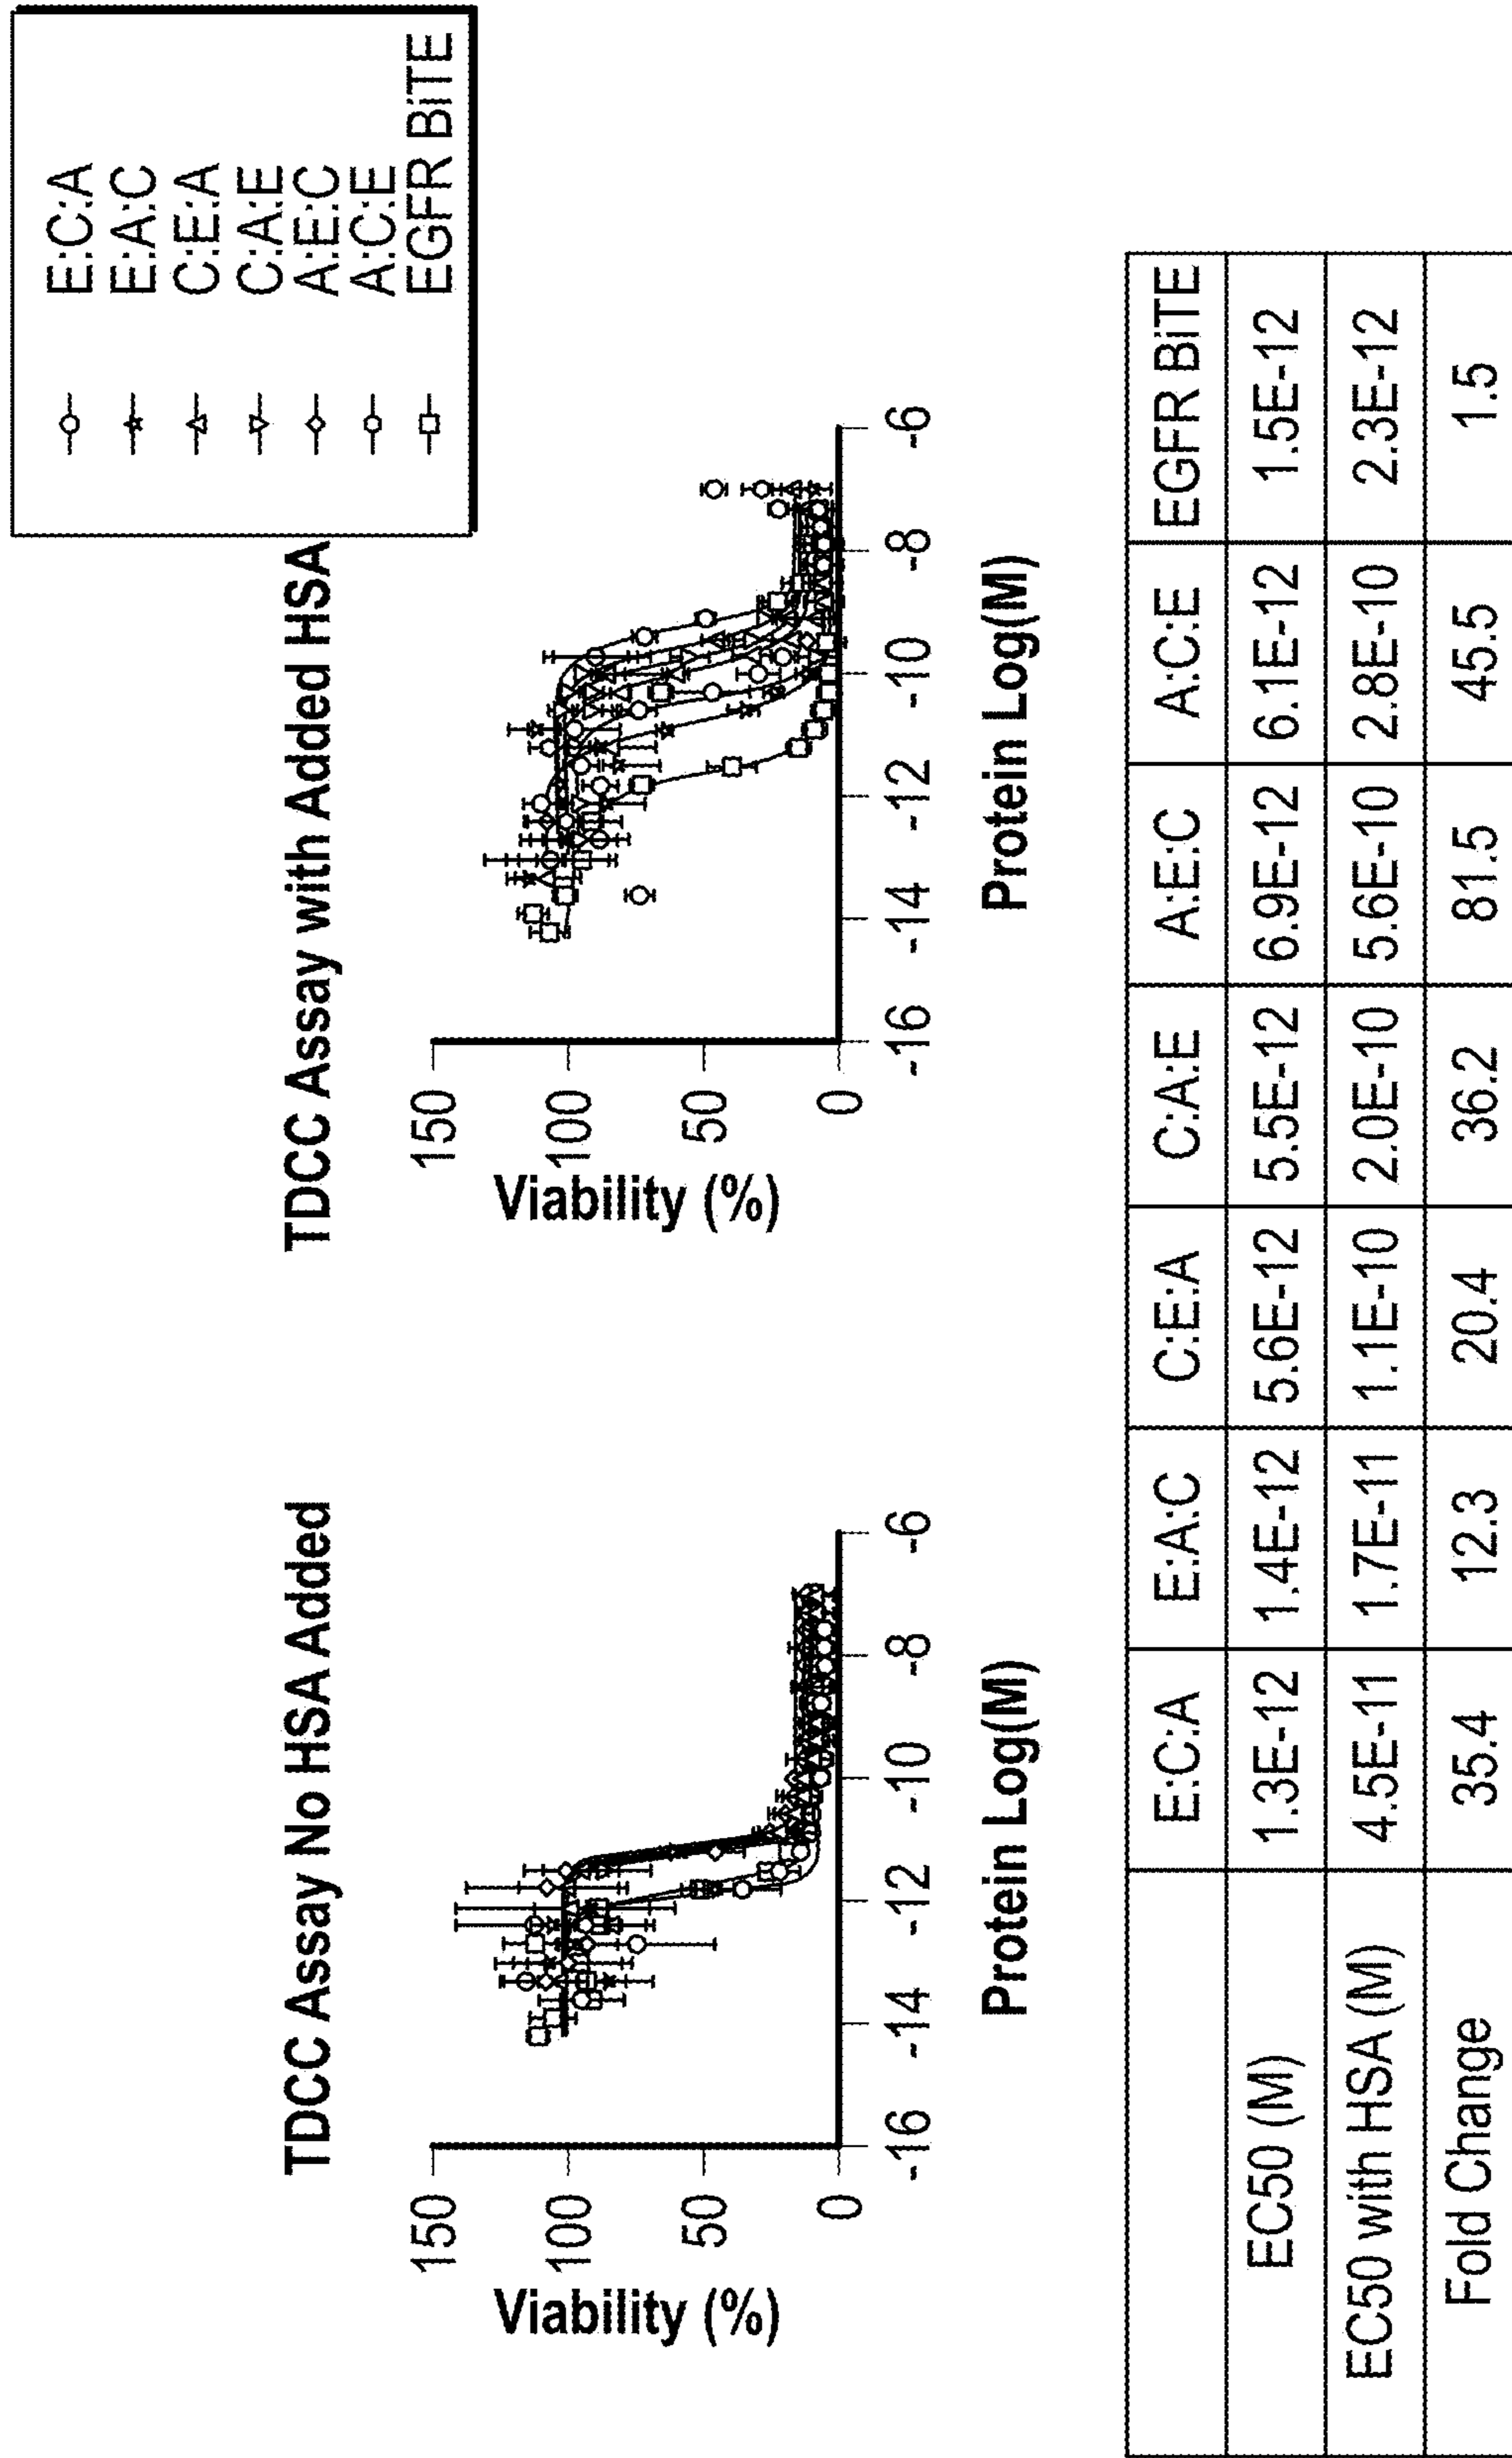 TDCC Assay No HSA Added
Viability (%)
150
100
50
0
-16
-14
-12
-10
-8
-6
Protein Log(M)
TDCC Assay with Added HSA
Viability (%)
150
100
50
0
-16
-14
-12
-10
-8
-6
Protein Log(M)
E:C:A
E:A:C
C:E:A
C:A:E
A:E:C
A:C:E
EGFR BiTE
E:C:A E:A:C C:E:A C:A:E A:E:C A:C:E EGFR BiTE
EC50 (M) 1.3E-12 1.4E-12 5.6E-12 5.5E-12 6.9E-12 6.1E-12 1.5E-12
EC50 with HSA (M) 4.5E-11 1.7E-11 1.1E-10 2.0E-10 5.6E-10 2.8E-10 2.3E-12
Fold Change 35.4 12.3 20.4 36.2 81.5 45.5 1.5